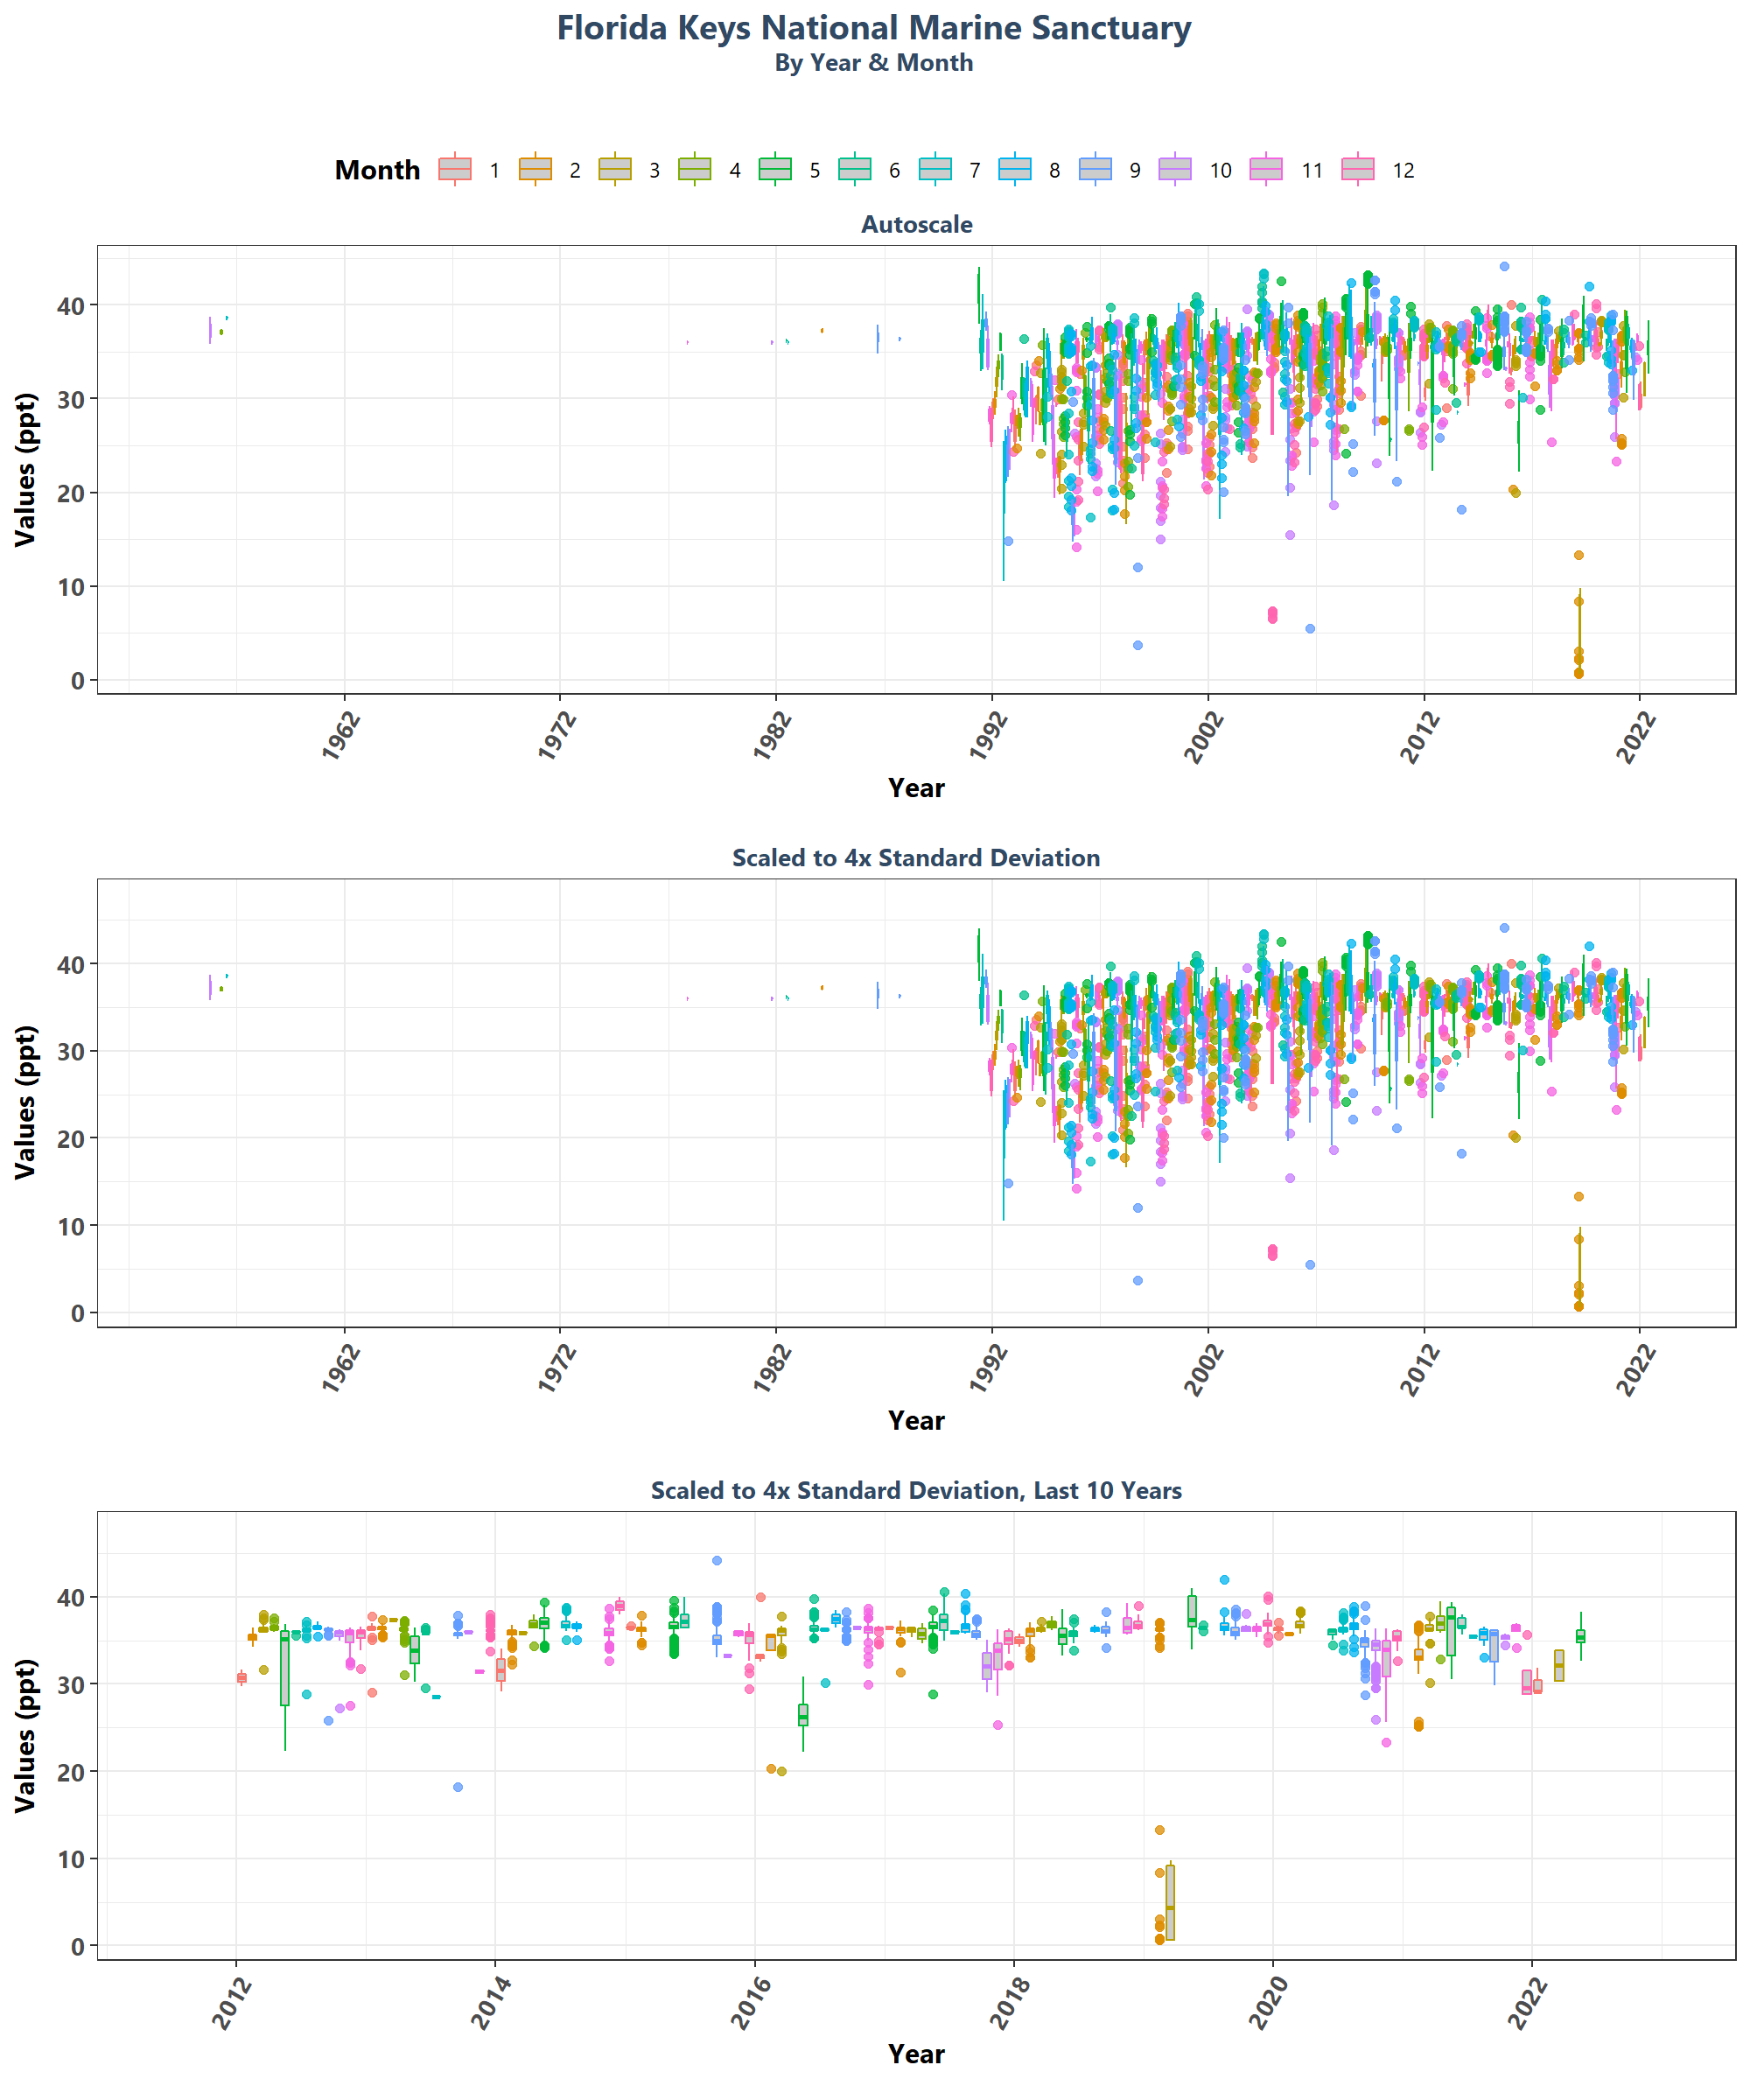 Florida Keys National Marine Sanctuary
By Year & Month
Month 1 2 3 4 5 6 7 8 9 10 11 12
Autoscale
Values (ppt)
40
30
20
10
0
1962 1972 1982 1992 2002 2012 2022
Year
Scaled to 4x Standard Deviation
Values (ppt)
40
30
20
10
0
1962 1972 1982 1992 2002 2012 2022
Year
Scaled to 4x Standard Deviation, Last 10 Years
Values (ppt)
40
30
20
10
0
2012 2014 2016 2018 2020 2022
Year